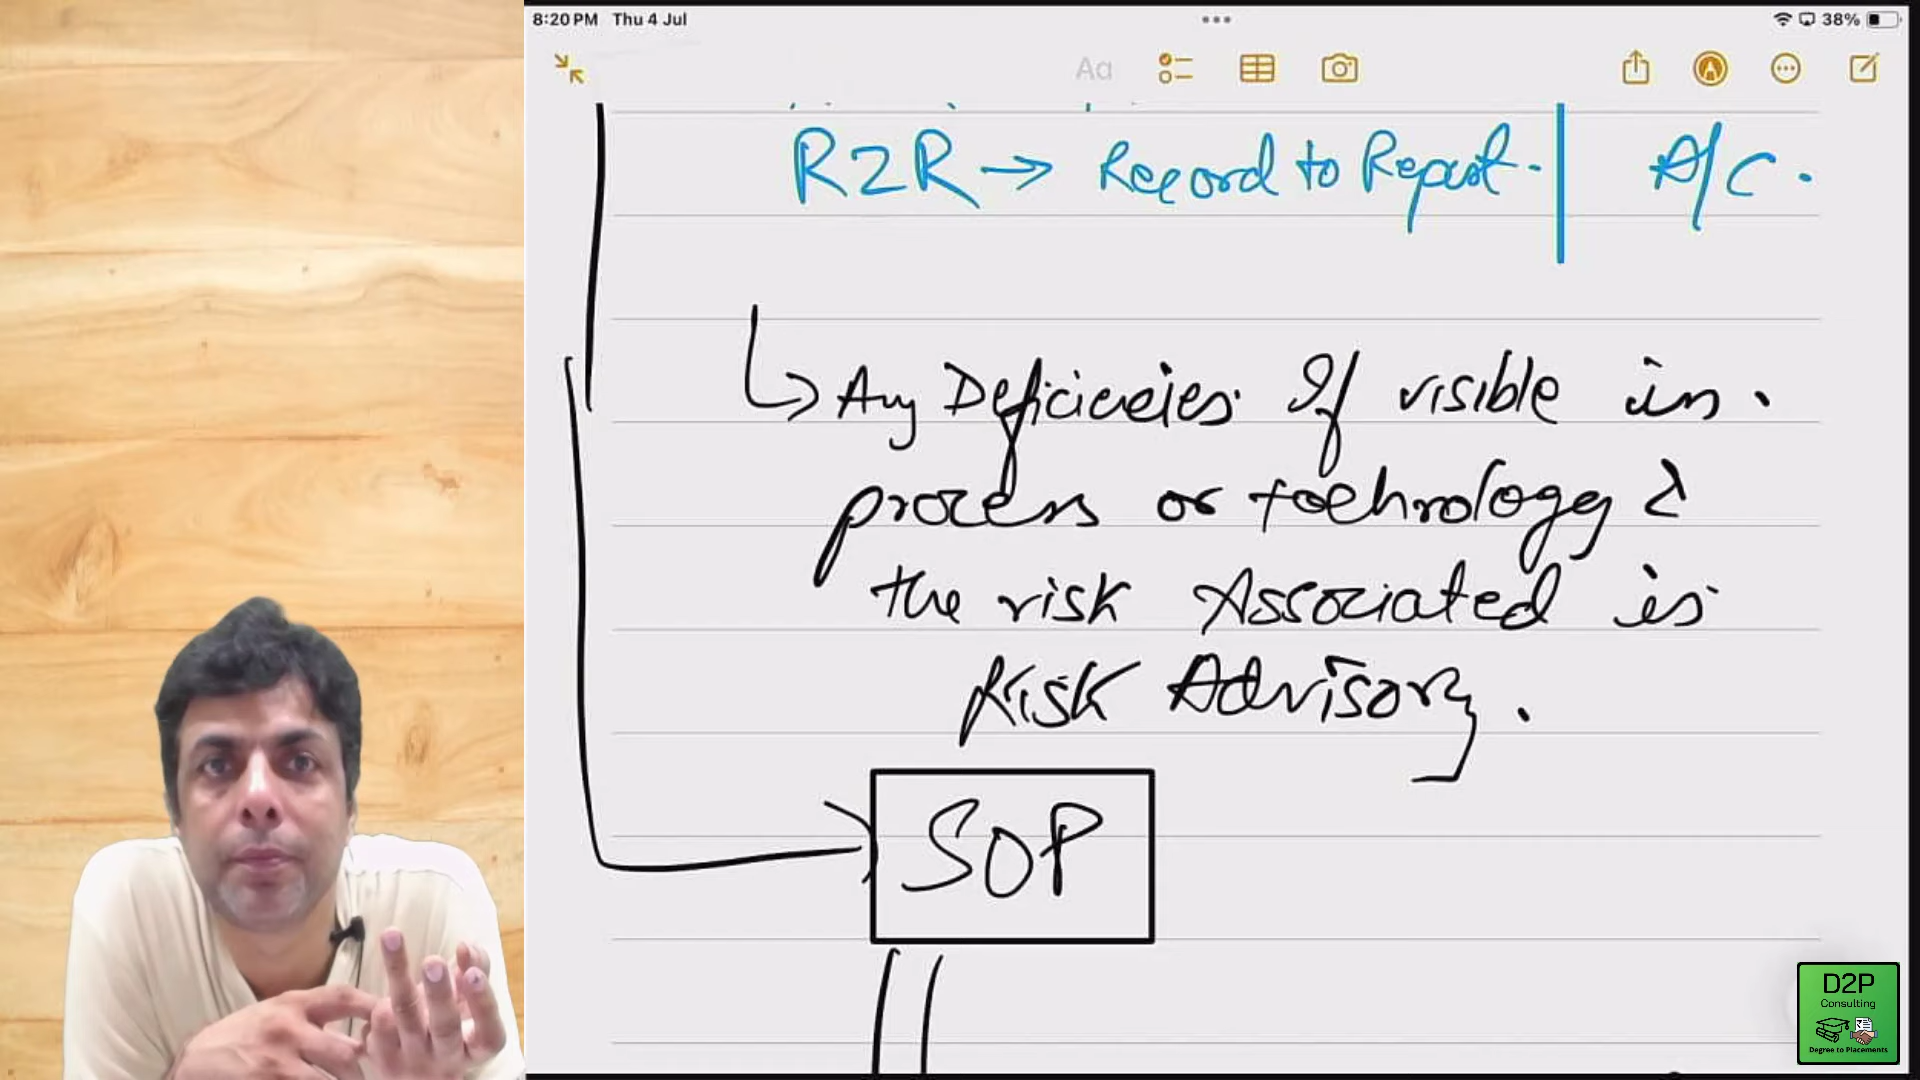 8:20 PM Thu 4 Jul
38%
Aa
R2R → Record to Report. A/C.
↳ Any Deficiencies If visible in.
process or technology &
the risk Associated is
Risk Advisory.
SOP
D2P
Consulting
Degree to Placements